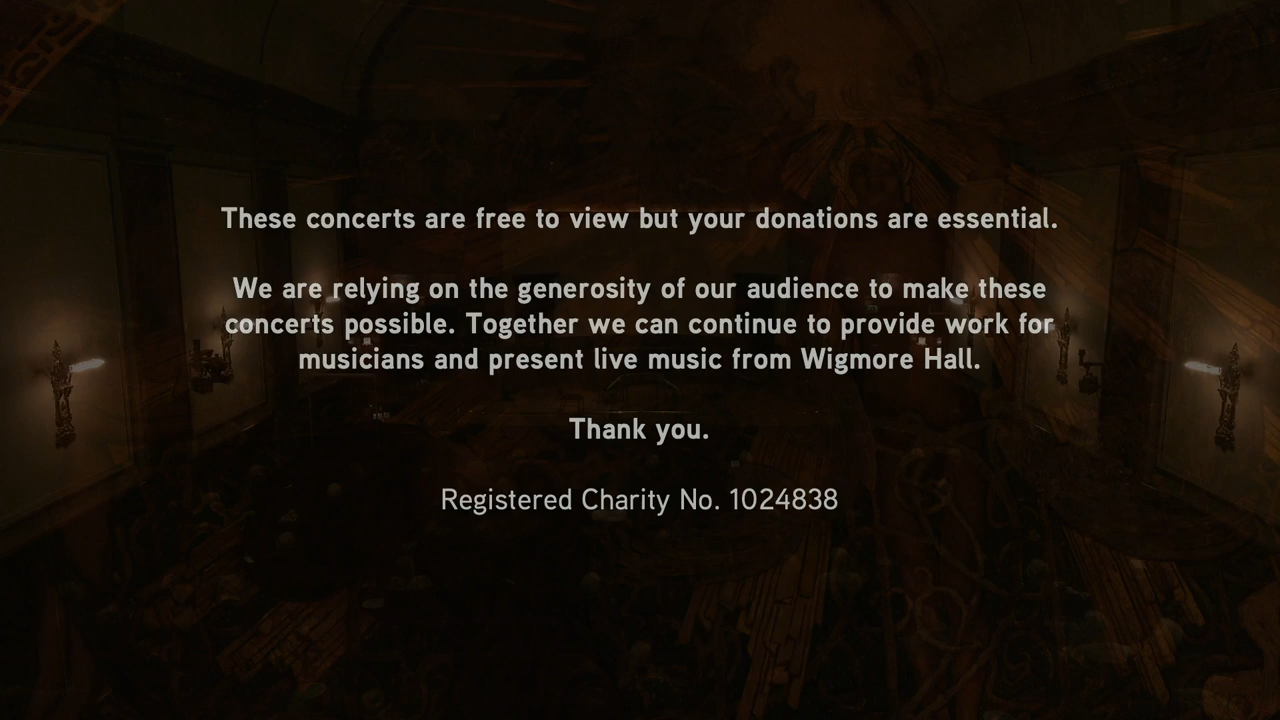 These concerts are free to view but your donations are essential.
We are relying on the generosity of our audience to make these
concerts possible. Together we can continue to provide work for
musicians and present live music from Wigmore Hall.
Thank you.
Registered Charity No. 1024838